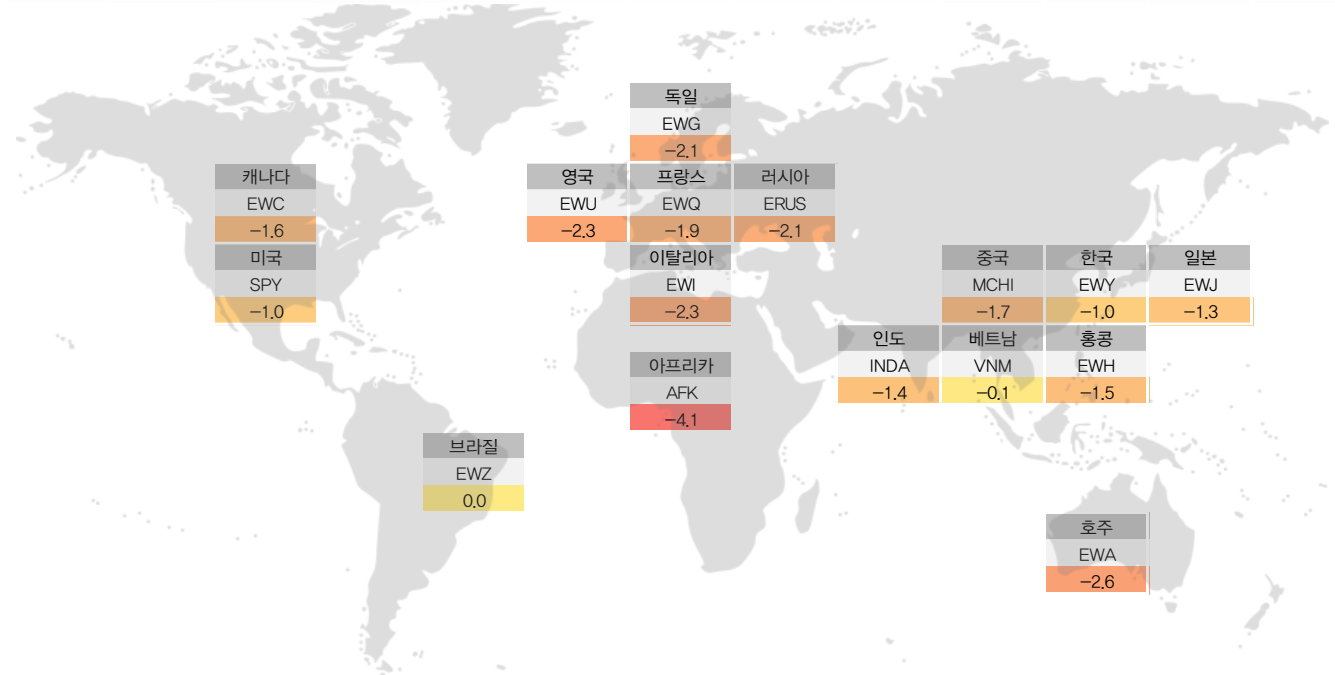 독일
EWG
-2.1
캐나다
EWC
-1.6
영국
EWU
-2.3
프랑스
EWQ
-1.9
러시아
ERUS
-2.1
미국
SPY
-1.0
이탈리아
EWI
-2.3
중국
MCHI
-1.7
한국
EWY
-1.0
일본
EWJ
-1.3
인도
INDA
-1.4
베트남
VNM
-0.1
홍콩
EWH
-1.5
아프리카
AFK
-4.1
브라질
EWZ
0.0
호주
EWA
-2.6